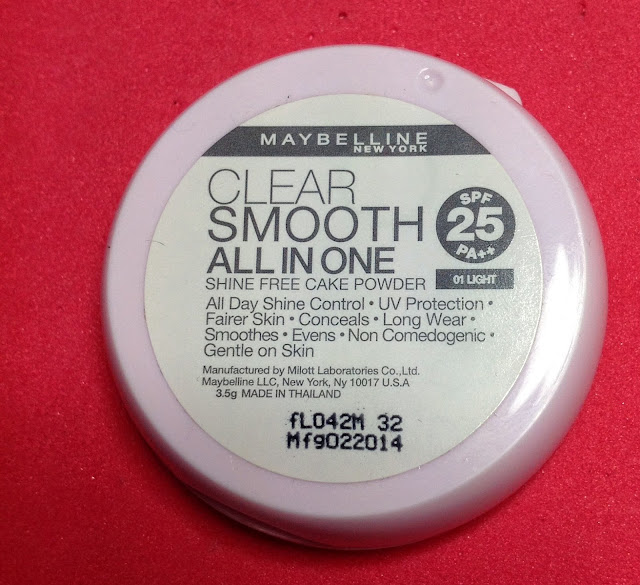 MAYBELLINE
NEW YORK
CLEAR
SMOOTH
ALL IN ONE
SHINE FREE CAKE POWDER
SPF
25
PA++
01 LIGHT
All Day Shine Control • UV Protection •
Fairer Skin • Conceals • Long Wear •
Smoothes • Evens • Non Comedogenic •
Gentle on Skin
Manufactured by Milott Laboratories Co.,Ltd.
Maybelline LLC, New York, Ny 10017 U.S.A
3.5g MADE IN THAILAND
fL042M 32
Mfg022014